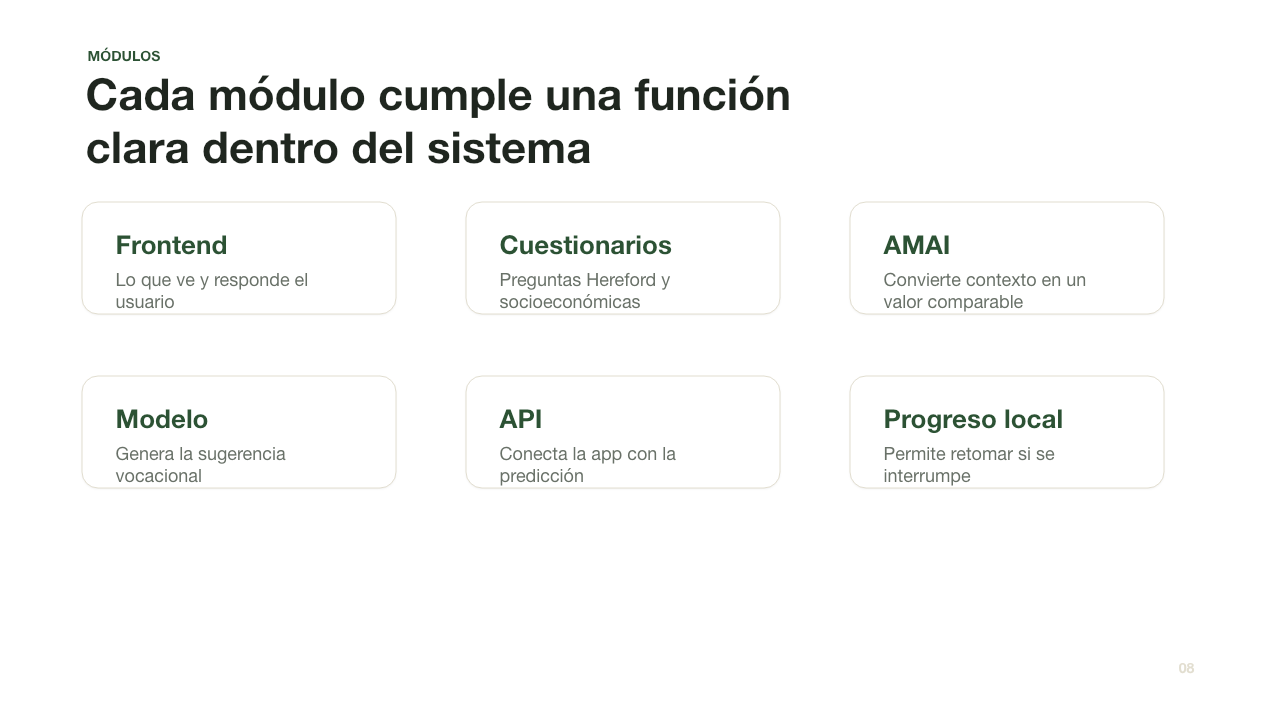 MÓDULOS
Cada módulo cumple una función
clara dentro del sistema
Frontend
Lo que ve y responde el
usuario
Cuestionarios
Preguntas Hereford y
socioeconómicas
AMAI
Convierte contexto en un
valor comparable
Modelo
Genera la sugerencia
vocacional
API
Conecta la app con la
predicción
Progreso local
Permite retomar si se
interrumpe
08